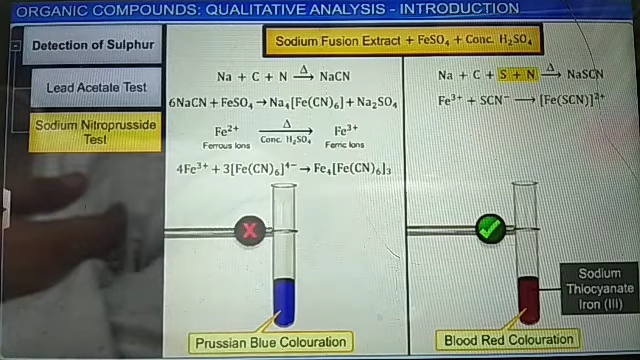 ORGANIC COMPOUNDS: QUALITATIVE ANALYSIS - INTRODUCTION
Detection of Sulphur
Lead Acetate Test
Sodium Nitroprusside
Test
Sodium Fusion Extract + FeSO₄ + Conc. H₂SO₄
Na + C + N —Δ→ NaCN
6NaCN + FeSO₄ → Na₄[Fe(CN)₆] + Na₂SO₄
Fe²⁺ —Δ→ Fe³⁺
Ferrous Ions Conc. H₂SO₄ Ferric Ions
4Fe³⁺ + 3[Fe(CN)₆]⁴⁻ → Fe₄[Fe(CN)₆]₃
X
Prussian Blue Colouration
Na + C + S + N —Δ→ NaSCN
Fe³⁺ + SCN⁻ ⟶ [Fe(SCN)]²⁺
Sodium
Thiocyanate
Iron (III)
Blood Red Colouration